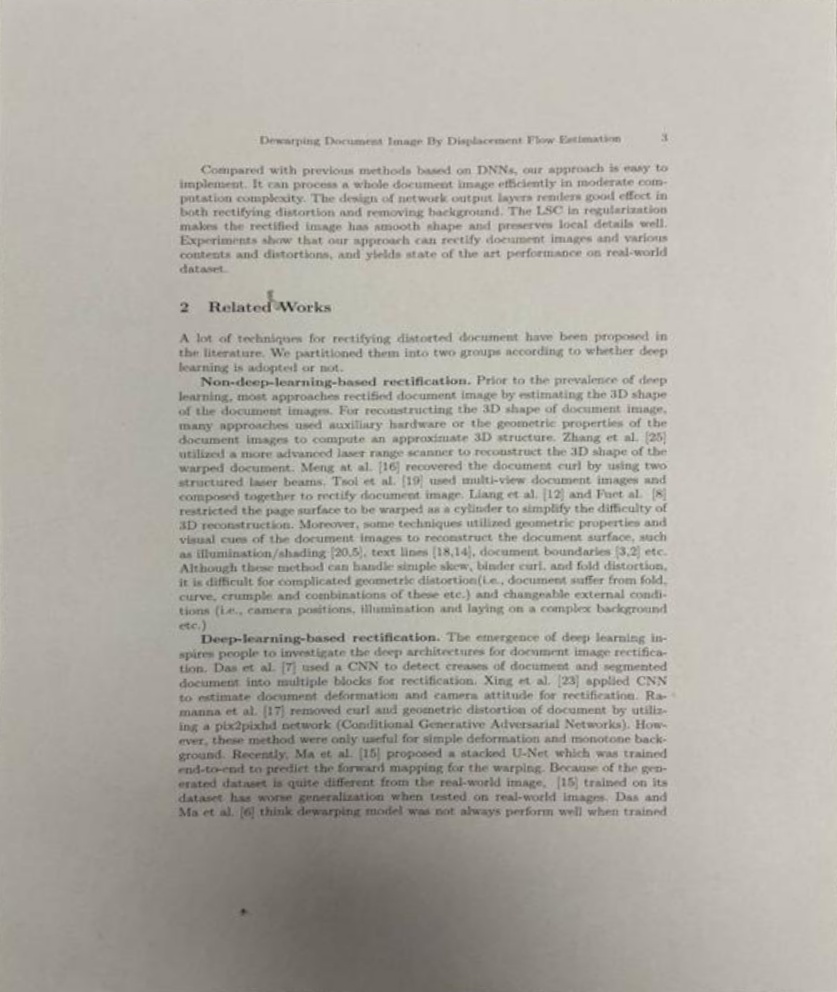 Dewarping Document Image By Displacement Flow Estimation 3
Compared with previous methods based on DNNs, our approach is easy to
implement. It can process a whole document image efficiently in moderate com-
putation complexity. The design of network output layers renders good effect in
both rectifying distortion and removing background. The LSC in regularization
makes the rectified image has smooth shape and preserves local details well.
Experiments show that our approach can rectify document images and various
contents and distortions, and yields state of the art performance on real-world
dataset.
2 Related Works
A lot of techniques for rectifying distorted document have been proposed in
the literature. We partitioned them into two groups according to whether deep
learning is adopted or not.
Non-deep-learning-based rectification. Prior to the prevalence of deep
learning, most approaches rectified document image by estimating the 3D shape
of the document images. For reconstructing the 3D shape of document image,
many approaches used auxiliary hardware or the geometric properties of the
document images to compute an approximate 3D structure. Zhang et al. [25]
utilized a more advanced laser range scanner to reconstruct the 3D shape of the
warped document. Meng at al. [16] recovered the document curl by using two
structured laser beams. Tsoi et al. [19] used multi-view document images and
composed together to rectify document image. Liang et al. [12] and Fuet al. [8]
restricted the page surface to be warped as a cylinder to simplify the difficulty of
3D reconstruction. Moreover, some techniques utilized geometric properties and
visual cues of the document images to reconstruct the document surface, such
as illumination/shading [20,5], text lines [18,14], document boundaries [3,2] etc.
Although these method can handle simple skew, binder curl, and fold distortion,
it is difficult for complicated geometric distortion(i.e., document suffer from fold,
curve, crumple and combinations of these etc.) and changeable external condi-
tions (i.e., camera positions, illumination and laying on a complex background
etc.)
Deep-learning-based rectification. The emergence of deep learning in-
spires people to investigate the deep architectures for document image rectifica-
tion. Das et al. [7] used a CNN to detect creases of document and segmented
document into multiple blocks for rectification. Xing et al. [23] applied CNN
to estimate document deformation and camera attitude for rectification. Ra-
manna et al. [17] removed curl and geometric distortion of document by utiliz-
ing a pix2pixhd network (Conditional Generative Adversarial Networks). How-
ever, these method were only useful for simple deformation and monotone back-
ground. Recently, Ma et al. [15] proposed a stacked U-Net which was trained
end-to-end to predict the forward mapping for the warping. Because of the gen-
erated dataset is quite different from the real-world image, [15] trained on its
dataset has worse generalization when tested on real-world images. Das and
Ma et al. [6] think dewarping model was not always perform well when trained